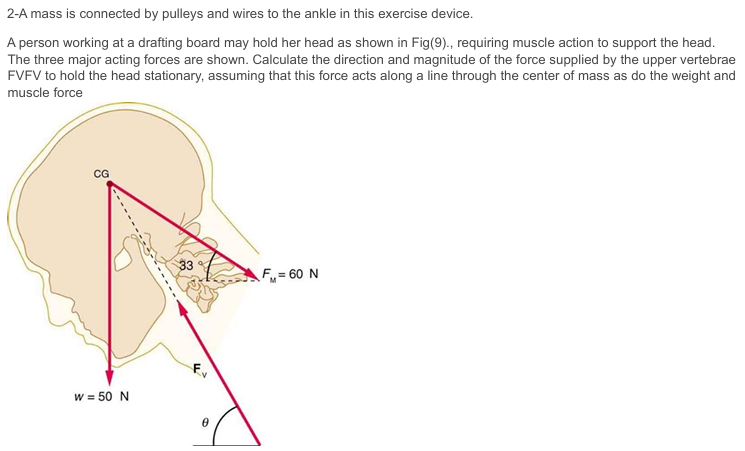 2-A mass is connected by pulleys and wires to the ankle in this exercise device.
A person working at a drafting board may hold her head as shown in Fig(9)., requiring muscle action to support the head.
The three major acting forces are shown. Calculate the direction and magnitude of the force supplied by the upper vertebrae
FVFV to hold the head stationary, assuming that this force acts along a line through the center of mass as do the weight and
muscle force
CG
33 °
F_M = 60 N
F_V
w = 50 N
θ